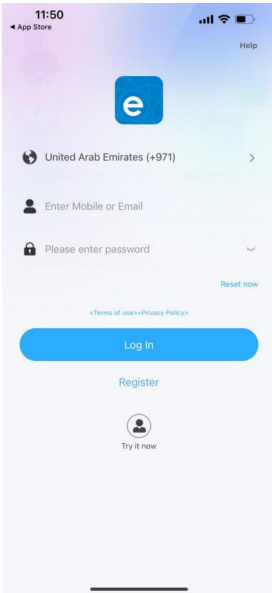 11:50
◀ App Store
Help
e
United Arab Emirates (+971)
Enter Mobile or Email
Please enter password
Reset now
<Terms of use><Privacy Policy>
Log In
Register
Try it now